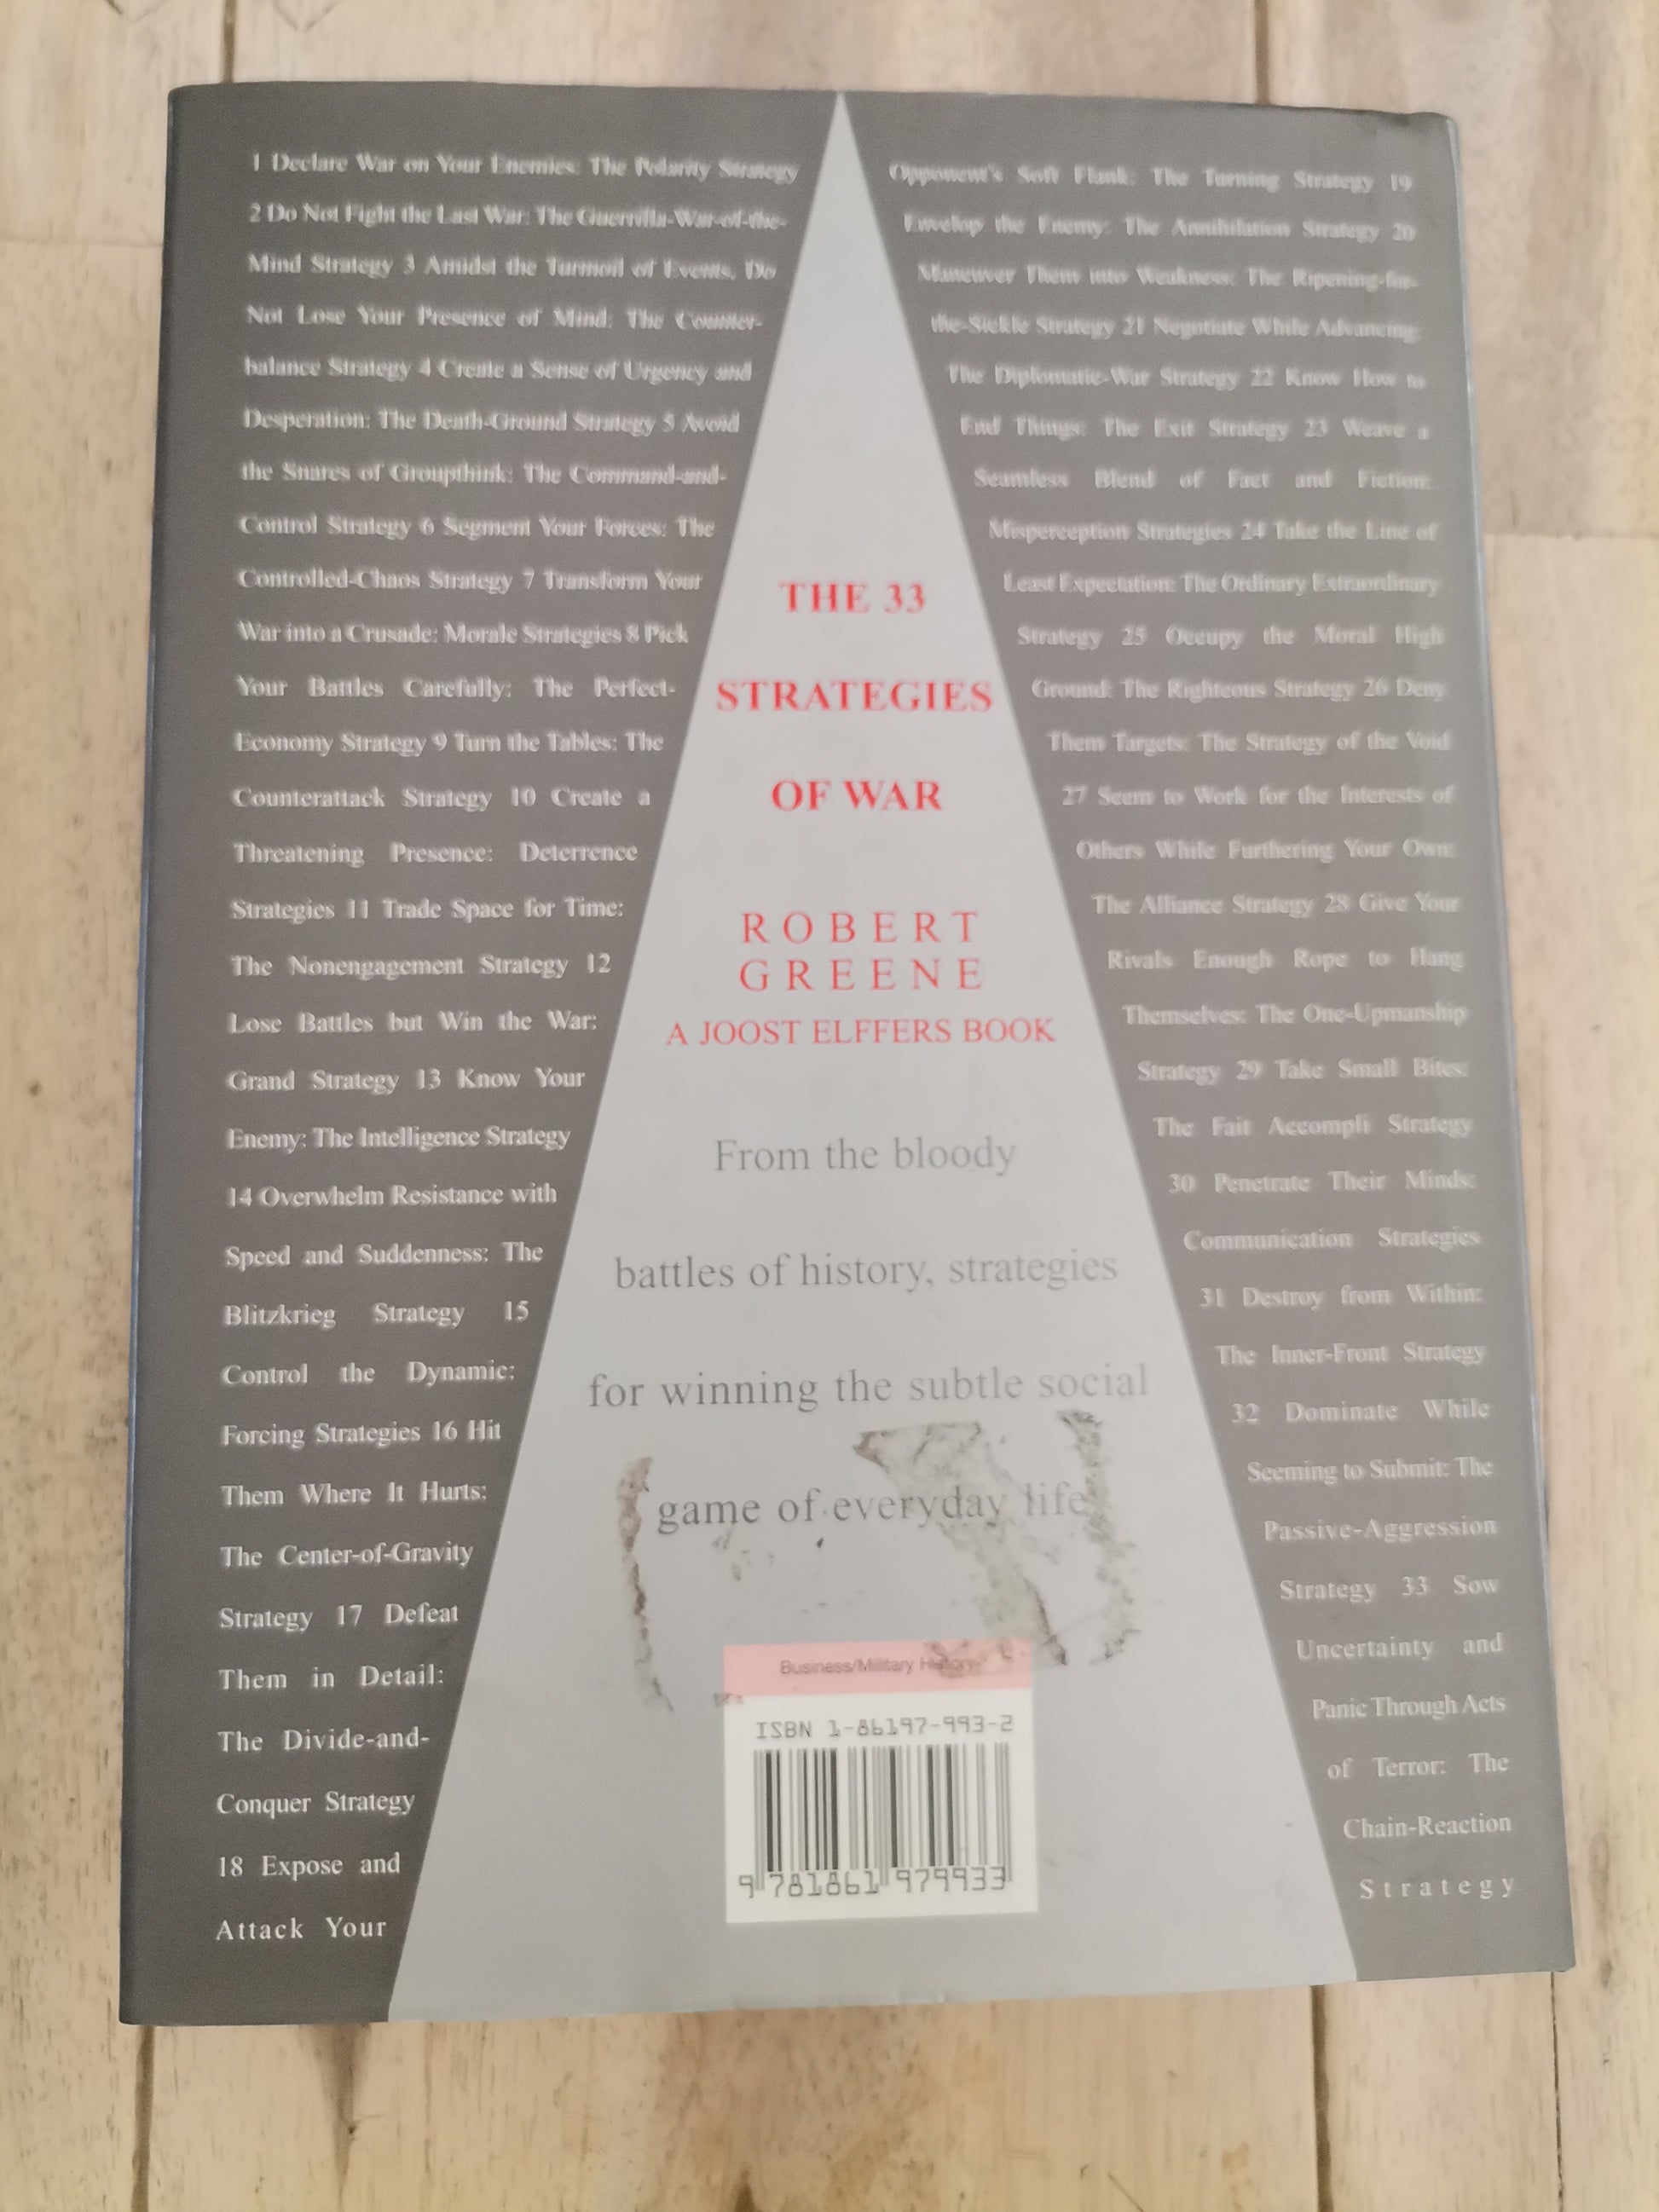 1 Declare War on Your Enemies: The Polarity Strategy
2 Do Not Fight the Last War: The Guerrilla-War-of-the-
Mind Strategy 3 Amidst the Turmoil of Events, Do
Not Lose Your Presence of Mind: The Counter-
balance Strategy 4 Create a Sense of Urgency and
Desperation: The Death-Ground Strategy 5 Avoid
the Snares of Groupthink: The Command-and-
Control Strategy 6 Segment Your Forces: The
Controlled-Chaos Strategy 7 Transform Your
War into a Crusade: Morale Strategies 8 Pick
Your Battles Carefully: The Perfect-
Economy Strategy 9 Turn the Tables: The
Counterattack Strategy 10 Create a
Threatening Presence: Deterrence
Strategies 11 Trade Space for Time:
The Nonengagement Strategy 12
Lose Battles but Win the War:
Grand Strategy 13 Know Your
Enemy: The Intelligence Strategy
14 Overwhelm Resistance with
Speed and Suddenness: The
Blitzkrieg Strategy 15
Control the Dynamic:
Forcing Strategies 16 Hit
Them Where It Hurts:
The Center-of-Gravity
Strategy 17 Defeat
Them in Detail:
The Divide-and-
Conquer Strategy
18 Expose and
Attack Your
Opponent's Soft Flank: The Turning Strategy 19
Envelop the Enemy: The Annihilation Strategy 20
Maneuver Them into Weakness: The Ripening-for-
the-Sickle Strategy 21 Negotiate While Advancing:
The Diplomatic-War Strategy 22 Know How to
End Things: The Exit Strategy 23 Weave a
Seamless Blend of Fact and Fiction:
Misperception Strategies 24 Take the Line of
Least Expectation: The Ordinary Extraordinary
Strategy 25 Occupy the Moral High
Ground: The Righteous Strategy 26 Deny
Them Targets: The Strategy of the Void
27 Seem to Work for the Interests of
Others While Furthering Your Own:
The Alliance Strategy 28 Give Your
Rivals Enough Rope to Hang
Themselves: The One-Upmanship
Strategy 29 Take Small Bites:
The Fait Accompli Strategy
30 Penetrate Their Minds:
Communication Strategies
31 Destroy from Within:
The Inner-Front Strategy
32 Dominate While
Seeming to Submit: The
Passive-Aggression
Strategy 33 Sow
Uncertainty and
Panic Through Acts
of Terror: The
Chain-Reaction
Strategy
THE 33
STRATEGIES
OF WAR
ROBERT
GREENE
A JOOST ELFFERS BOOK
From the bloody
battles of history, strategies
for winning the subtle social
game of everyday life
Business/Military History
ISBN 1-86197-993-2
9 781861 979933